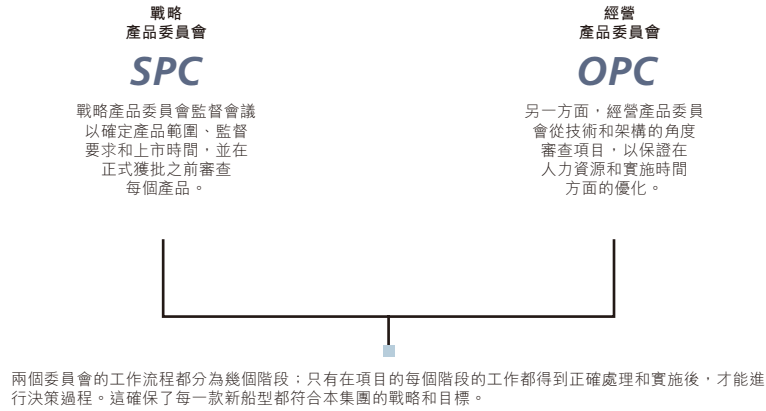 戰略
產品委員會
SPC
戰略產品委員會監督會議
以確定產品範圍、監督
要求和上市時間，並在
正式獲批之前審查
每個產品。
經營
產品委員會
OPC
另一方面，經營產品委員
會從技術和架構的角度
審查項目，以保證在
人力資源和實施時間
方面的優化。
兩個委員會的工作流程都分為幾個階段；只有在項目的每個階段的工作都得到正確處理和實施後，才能進
行決策過程。這確保了每一款新船型都符合本集團的戰略和目標。